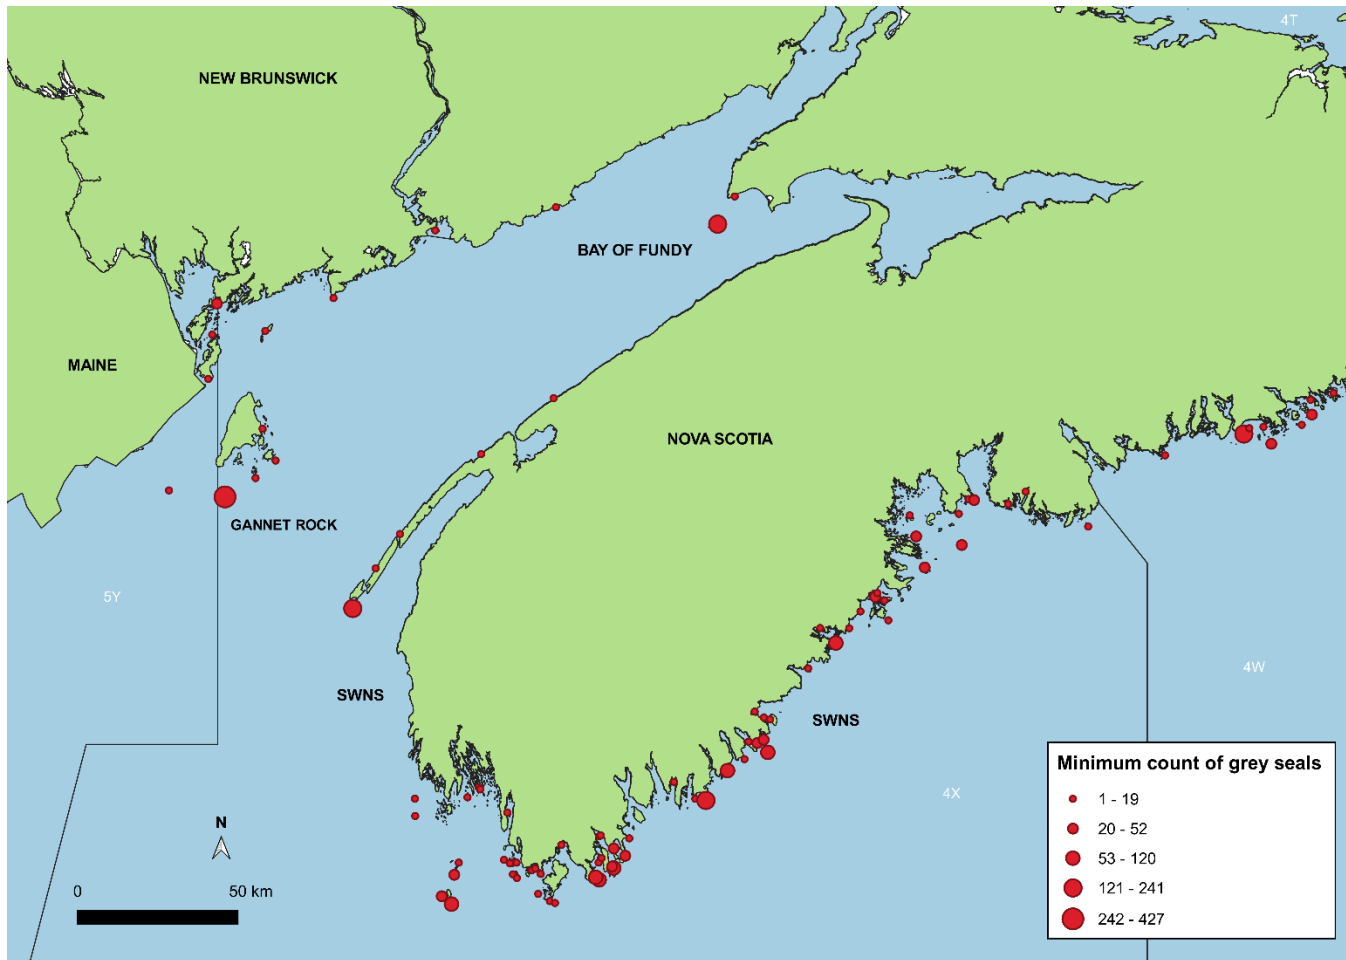 4T
NEW BRUNSWICK
BAY OF FUNDY
MAINE
NOVA SCOTIA
GANNET ROCK
5Y
4W
SWNS
SWNS
4X
Minimum count of grey seals
1 - 19
20 - 52
53 - 120
121 - 241
242 - 427
N
0 50 km